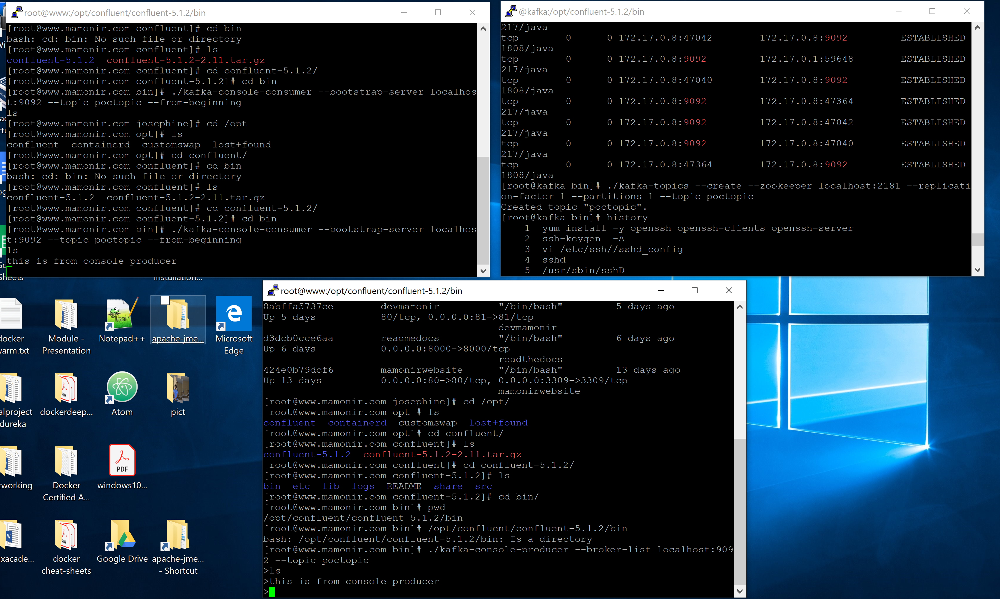 root@www:/opt/confluent/confluent-5.1.2/bin
[root@www.mamonir.com confluent]# cd bin
bash: cd: bin: No such file or directory
[root@www.mamonir.com confluent]# ls
confluent-5.1.2  confluent-5.1.2-2.11.tar.gz
[root@www.mamonir.com confluent]# cd confluent-5.1.2/
[root@www.mamonir.com confluent-5.1.2]# cd bin
[root@www.mamonir.com bin]# ./kafka-console-consumer --bootstrap-server localhos
t:9092 --topic poctopic --from-beginning
ls
[root@www.mamonir.com josephine]# cd /opt
[root@www.mamonir.com opt]# ls
confluent  containerd  customswap  lost+found
[root@www.mamonir.com opt]# cd confluent/
[root@www.mamonir.com confluent]# cd bin
bash: cd: bin: No such file or directory
[root@www.mamonir.com confluent]# ls
confluent-5.1.2  confluent-5.1.2-2.11.tar.gz
[root@www.mamonir.com confluent]# cd confluent-5.1.2/
[root@www.mamonir.com confluent-5.1.2]# cd bin
[root@www.mamonir.com bin]# ./kafka-console-consumer --bootstrap-server localhos
t:9092 --topic poctopic --from-beginning
ls
this is from console producer
@kafka:/opt/confluent-5.1.2/bin
217/java
tcp        0      0 172.17.0.8:47042        172.17.0.8:9092         ESTABLISHED
1808/java
tcp        0      0 172.17.0.8:9092         172.17.0.1:59648        ESTABLISHED
217/java
tcp        0      0 172.17.0.8:47040        172.17.0.8:9092         ESTABLISHED
1808/java
tcp        0      0 172.17.0.8:9092         172.17.0.8:47364        ESTABLISHED
217/java
tcp        0      0 172.17.0.8:9092         172.17.0.8:47042        ESTABLISHED
217/java
tcp        0      0 172.17.0.8:9092         172.17.0.8:47040        ESTABLISHED
217/java
tcp        0      0 172.17.0.8:47364        172.17.0.8:9092         ESTABLISHED
1808/java
[root@kafka bin]# ./kafka-topics --create --zookeeper localhost:2181 --replicati
on-factor 1 --partitions 1 --topic poctopic
Created topic "poctopic".
[root@kafka bin]# history
1  yum install -y openssh openssh-clients openssh-server
2  ssh-keygen  -A
3  vi /etc/ssh//sshd_config
4  sshd
5  /usr/sbin/sshD
root@www:/opt/confluent/confluent-5.1.2/bin
8abffa5737ce        devmamonir          "/bin/bash"         5 days ago
Up 5 days           80/tcp, 0.0.0.0:81->81/tcp
devmamonir
d3dcb0cce6aa        readmedocs          "/bin/bash"         6 days ago
Up 6 days           0.0.0.0:8000->8000/tcp
readthedocs
424e0b79dcf6        mamonirwebsite      "/bin/bash"         13 days ago
Up 13 days          0.0.0.0:80->80/tcp, 0.0.0.0:3309->3309/tcp
mamonirwebsite
[root@www.mamonir.com josephine]# cd /opt/
[root@www.mamonir.com opt]# ls
confluent  containerd  customswap  lost+found
[root@www.mamonir.com opt]# cd confluent/
[root@www.mamonir.com confluent]# ls
confluent-5.1.2  confluent-5.1.2-2.11.tar.gz
[root@www.mamonir.com confluent]# cd confluent-5.1.2/
[root@www.mamonir.com confluent-5.1.2]# ls
bin  etc  lib  logs  README  share  src
[root@www.mamonir.com confluent-5.1.2]# cd bin/
[root@www.mamonir.com bin]# pwd
/opt/confluent/confluent-5.1.2/bin
[root@www.mamonir.com bin]# /opt/confluent/confluent-5.1.2/bin
bash: /opt/confluent/confluent-5.1.2/bin: Is a directory
[root@www.mamonir.com bin]# ./kafka-console-producer --broker-list localhost:909
2 --topic poctopic
>ls
>this is from console producer
>
Sheets
docker
warm.txt
Module -
Presentation
Notepad++
apache-jme...
Microsoft
Edge
alproject
dureka
dockerdeep...
Atom
pict
tworking
Docker
Certified A...
PDF
windows10...
uxacade...
docker
cheat-sheets
Google Drive
apache-jme...
- Shortcut